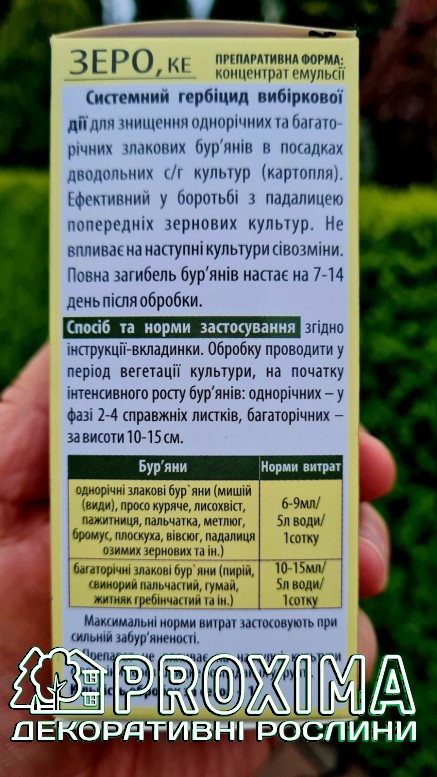 ЗЕРО, КЕ
ПРЕПАРАТИВНА ФОРМА:
концентрат емульсії
Системний гербіцид вибіркової
дії для знищення однорічних та багато-
річних злакових бур'янів в посадках
дводольних с/г культур (картопля).
Ефективний у боротьбі з падалицею
попередніх зернових культур. Не
впливає на наступні культури сівозміни.
Повна загибель бур'янів настає на 7-14
день після обробки.
Спосіб та норми застосування згідно
інструкції-вкладинки. Обробку проводити у
період вегетації культури, на початку
інтенсивного росту бур'янів: однорічних – у
фазі 2-4 справжніх листків, багаторічних –
за висоти 10-15 см.
Бур'яни Норми витрат
однорічні злакові бур`яни (мишій
(види), просо куряче, лисохвіст,
пажитниця, пальчатка, метлюг,
бромус, плоскуха, вівсюг, падалиця
озимих зернових та ін.)
6-9мл/
5л води/
1сотку
багаторічні злакові бур`яни (пирій,
свинорий пальчастий, гумай,
житняк гребінчастий та ін.)
10-15мл/
5л води/
1сотку
Максимальні норми витрат застосовують при
сильній забур'яненості.
PROXIMA
ДЕКОРАТИВНІ РОСЛИНИ